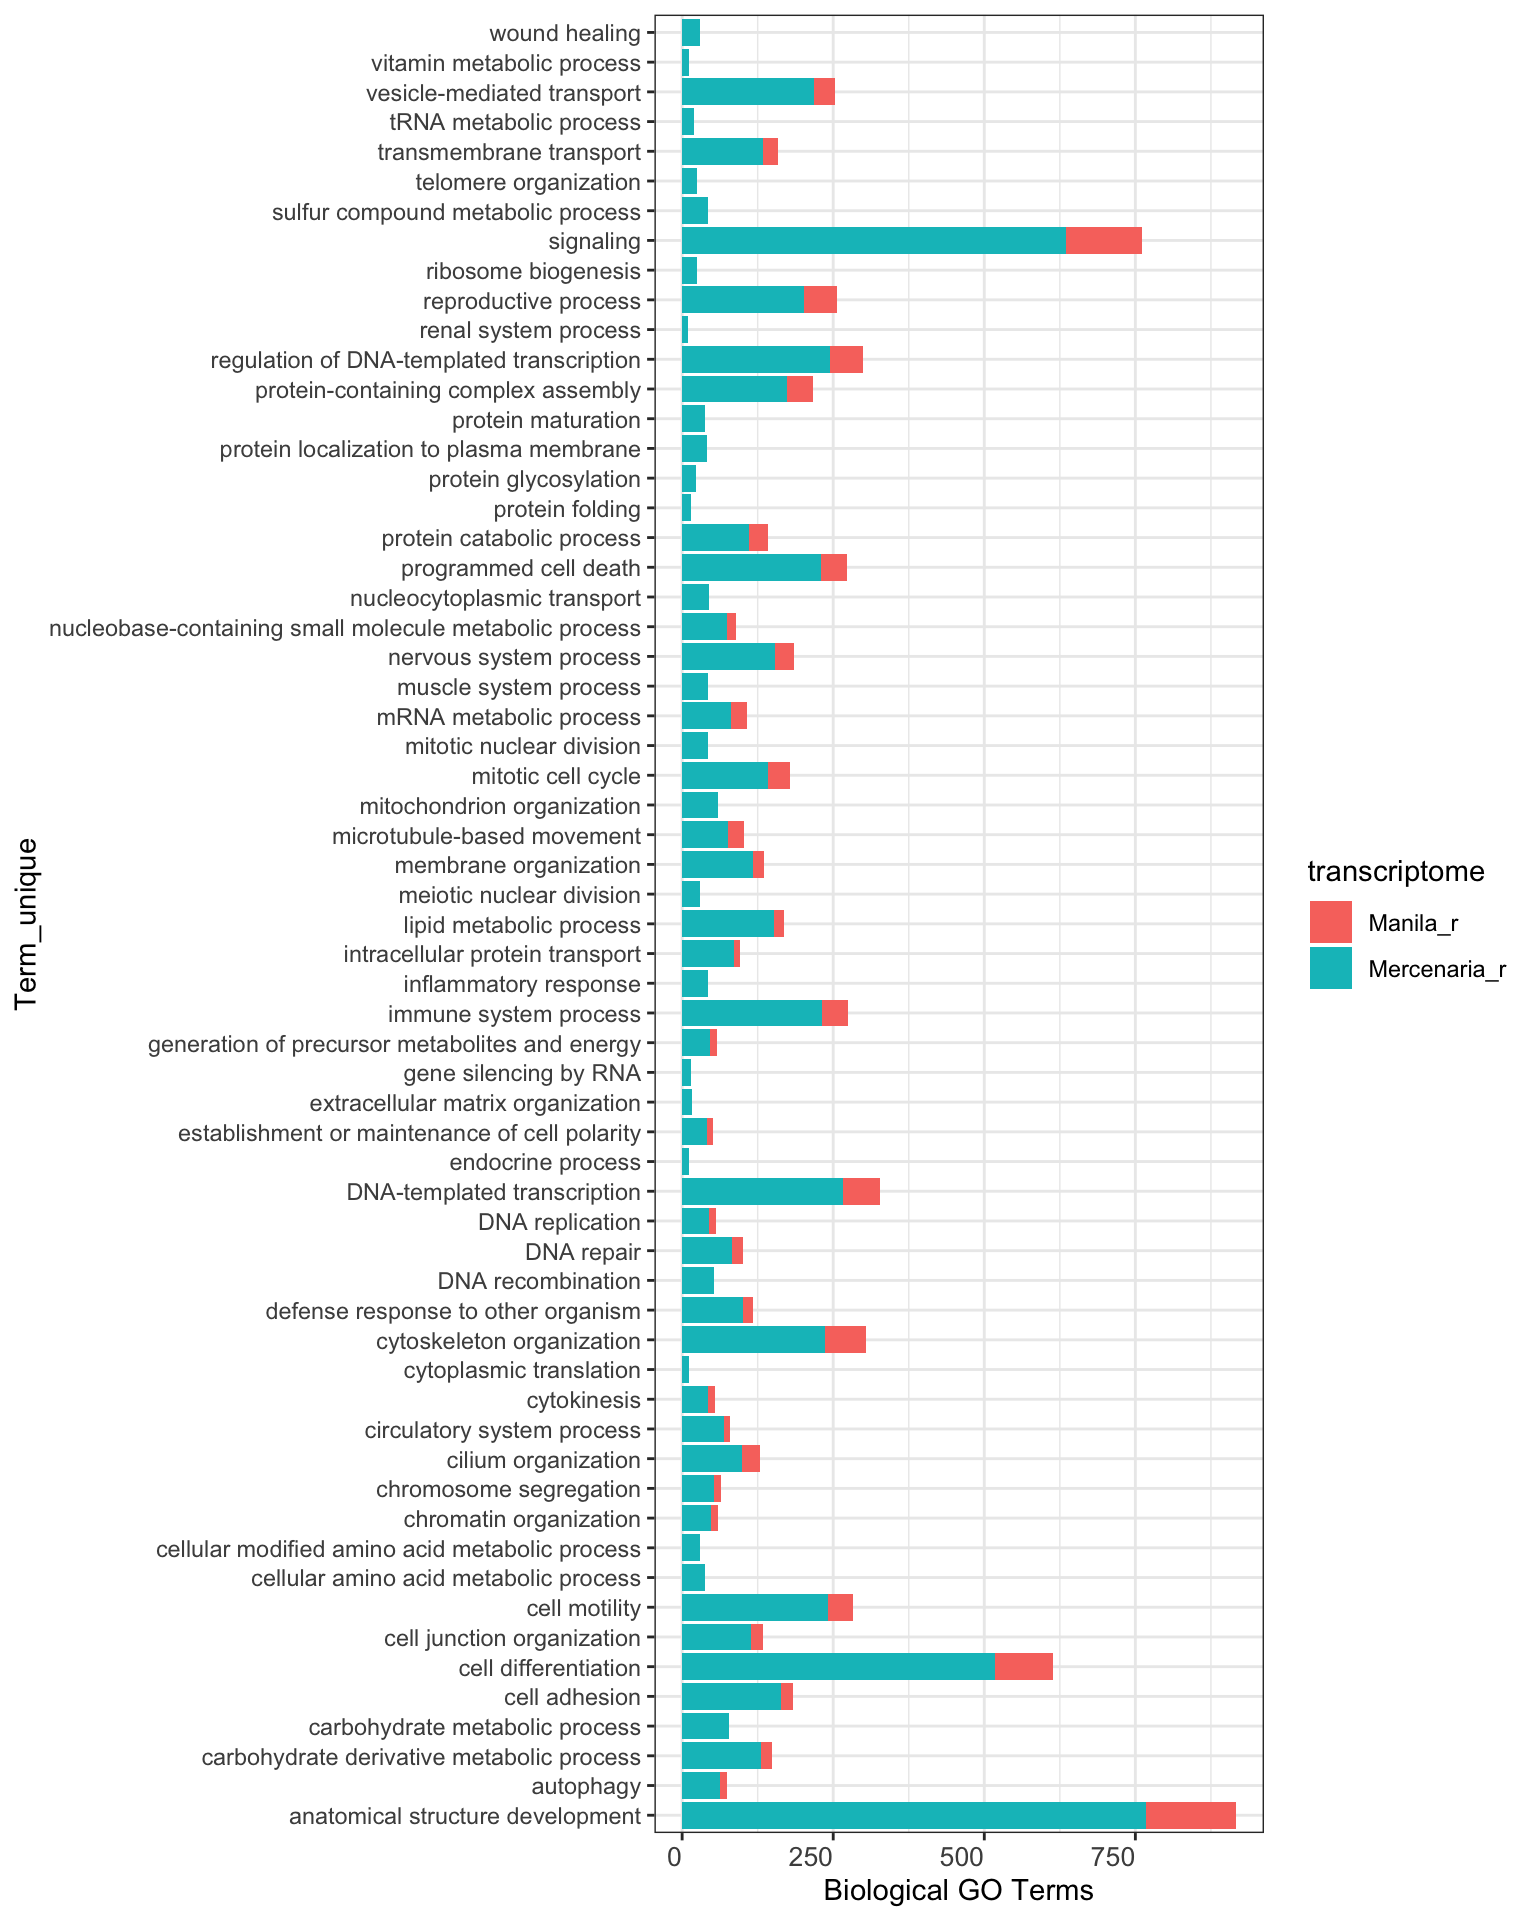 wound healing
vitamin metabolic process
vesicle-mediated transport
tRNA metabolic process
transmembrane transport
telomere organization
sulfur compound metabolic process
signaling
ribosome biogenesis
reproductive process
renal system process
regulation of DNA-templated transcription
protein-containing complex assembly
protein maturation
protein localization to plasma membrane
protein glycosylation
protein folding
protein catabolic process
programmed cell death
nucleocytoplasmic transport
nucleobase-containing small molecule metabolic process
nervous system process
muscle system process
mRNA metabolic process
mitotic nuclear division
mitotic cell cycle
mitochondrion organization
microtubule-based movement
membrane organization
meiotic nuclear division
lipid metabolic process
intracellular protein transport
inflammatory response
immune system process
generation of precursor metabolites and energy
gene silencing by RNA
extracellular matrix organization
establishment or maintenance of cell polarity
endocrine process
DNA-templated transcription
DNA replication
DNA repair
DNA recombination
defense response to other organism
cytoskeleton organization
cytoplasmic translation
cytokinesis
circulatory system process
cilium organization
chromosome segregation
chromatin organization
cellular modified amino acid metabolic process
cellular amino acid metabolic process
cell motility
cell junction organization
cell differentiation
cell adhesion
carbohydrate metabolic process
carbohydrate derivative metabolic process
autophagy
anatomical structure development
Term_unique
0 250 500 750
Biological GO Terms
transcriptome
Manila_r
Mercenaria_r